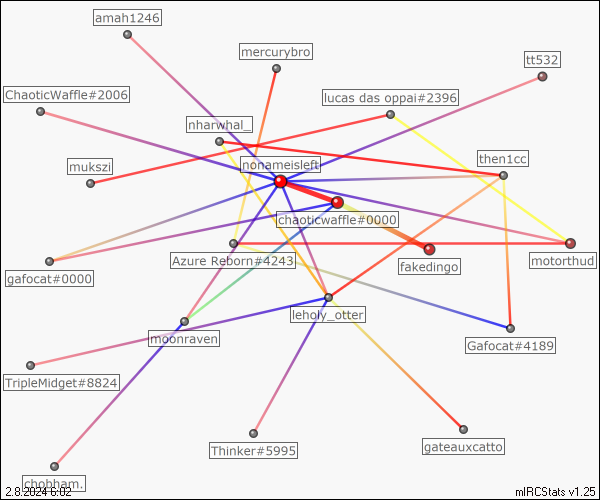 amah1246
mercurybro
tt532
ChaoticWaffle#2006
lucas das oppai#2396
nharwhal_
then1cc
nonameisleft
mukszi
chaoticwaffle#0000
Azure Reborn#4243
fakedingo
motorthud
gafocat#0000
leholy_otter
moonraven
Gafocat#4189
TripleMidget#8824
Thinker#5995
gateauxcatto
chobham.
2.8.2024 6:02
mIRCStats v1.25